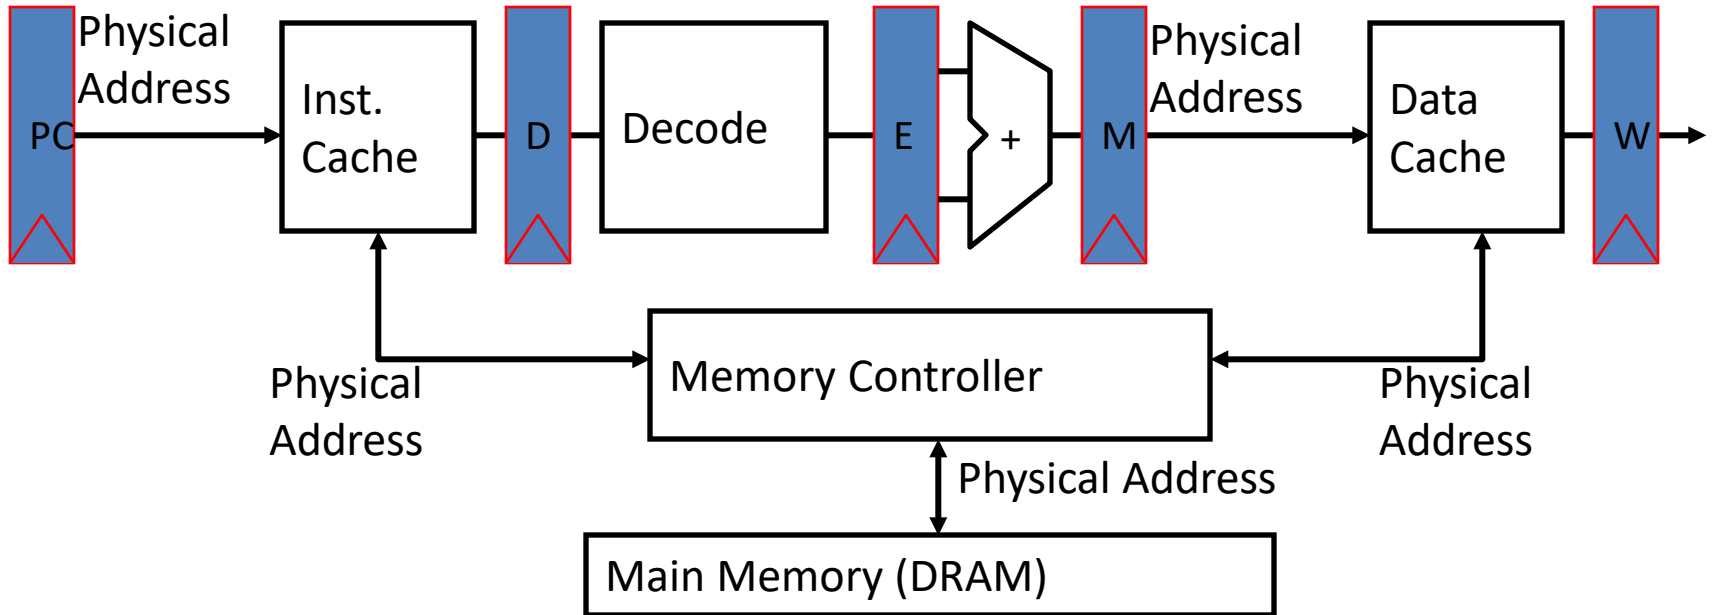 Physical
Address
Physical
Address
PC
Inst.
Cache
D
Decode
E
+
M
Data
Cache
W
Physical
Address
Memory Controller
Physical
Address
Physical Address
Main Memory (DRAM)